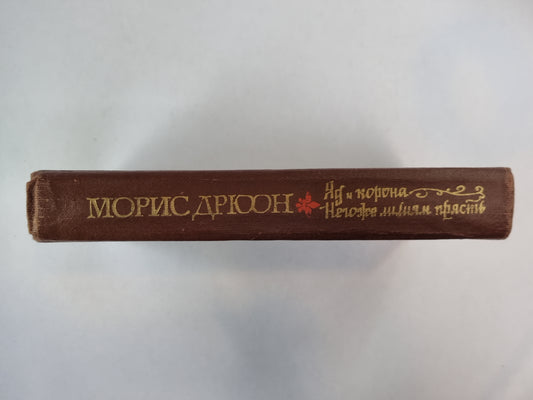 МОРИС ДРЮОН
Яд и корона
Негоже лилиям прясть